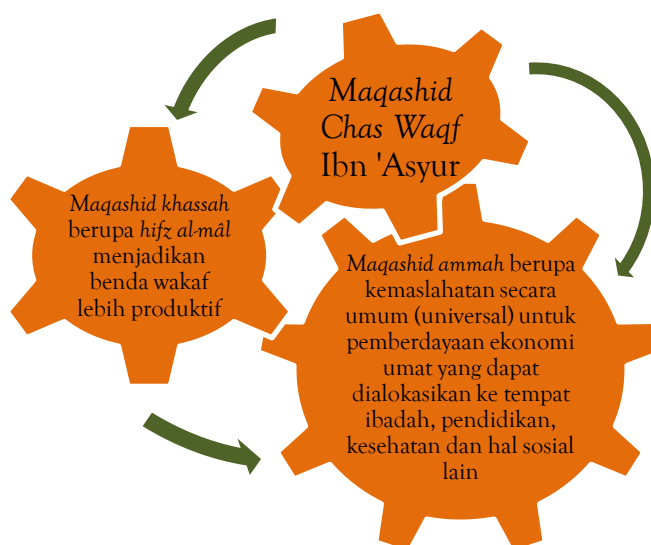 Maqashid
Chas Waqf
Ibn 'Asyur
Maqashid khassah
berupa hifz al-mâl
menjadikan
benda wakaf
lebih produktif
Maqashid ammah berupa
kemaslahatan secara
umum (universal) untuk
pemberdayaan ekonomi
umat yang dapat
dialokasikan ke tempat
ibadah, pendidikan,
kesehatan dan hal sosial
lain